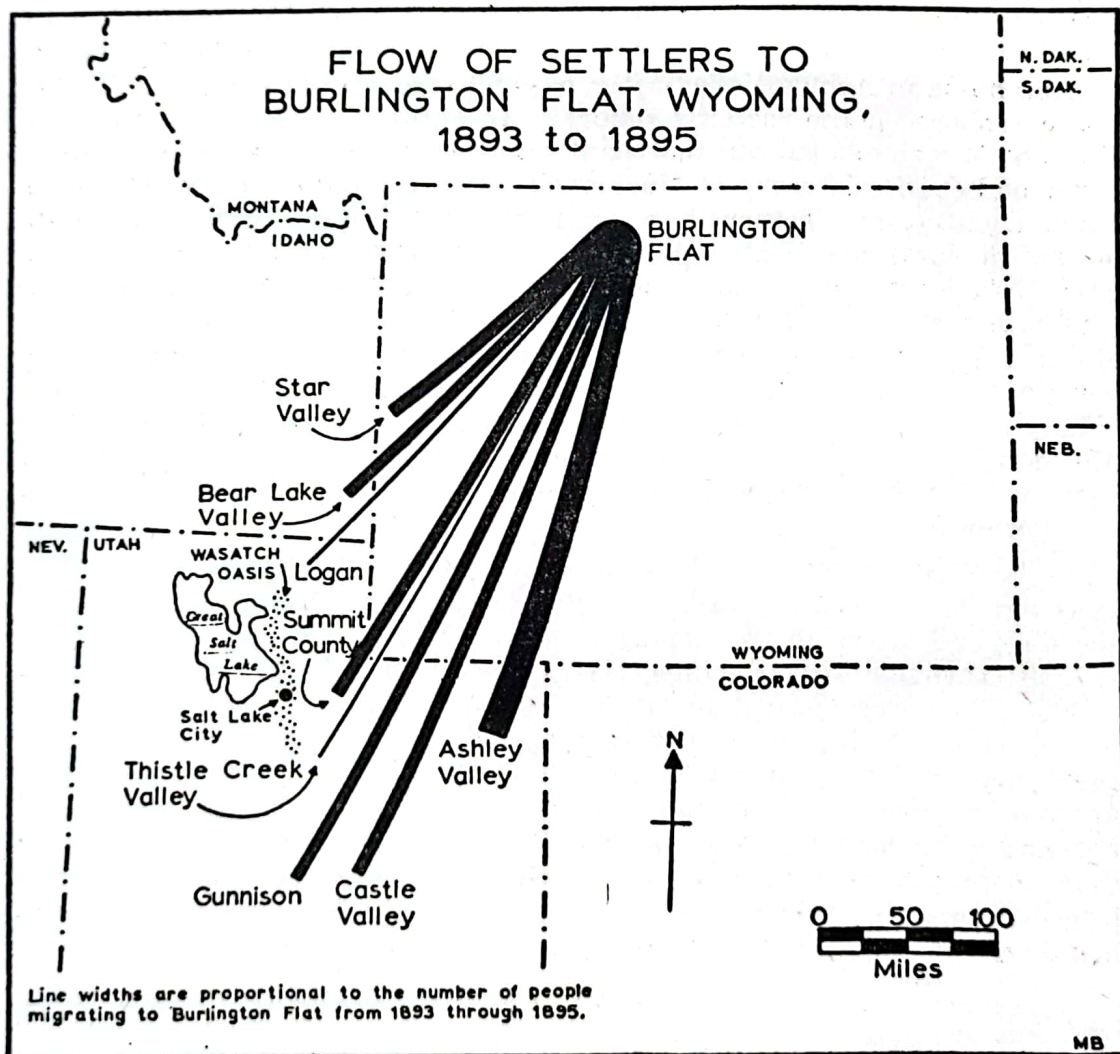 FLOW OF SETTLERS TO
BURLINGTON FLAT, WYOMING,
1893 to 1895
N. DAK.
S. DAK.
MONTANA
IDAHO
BURLINGTON
FLAT
Star
Valley
NEB.
Bear Lake
Valley
NEV.
UTAH
WASATCH
OASIS
Logan
Great
Salt
Lake
Summit
County
WYOMING
COLORADO
Salt Lake
City
Ashley
Valley
N
Thistle Creek
Valley
Gunnison
Castle
Valley
0 50 100
Miles
Line widths are proportional to the number of people
migrating to Burlington Flat from 1893 through 1895.
MB